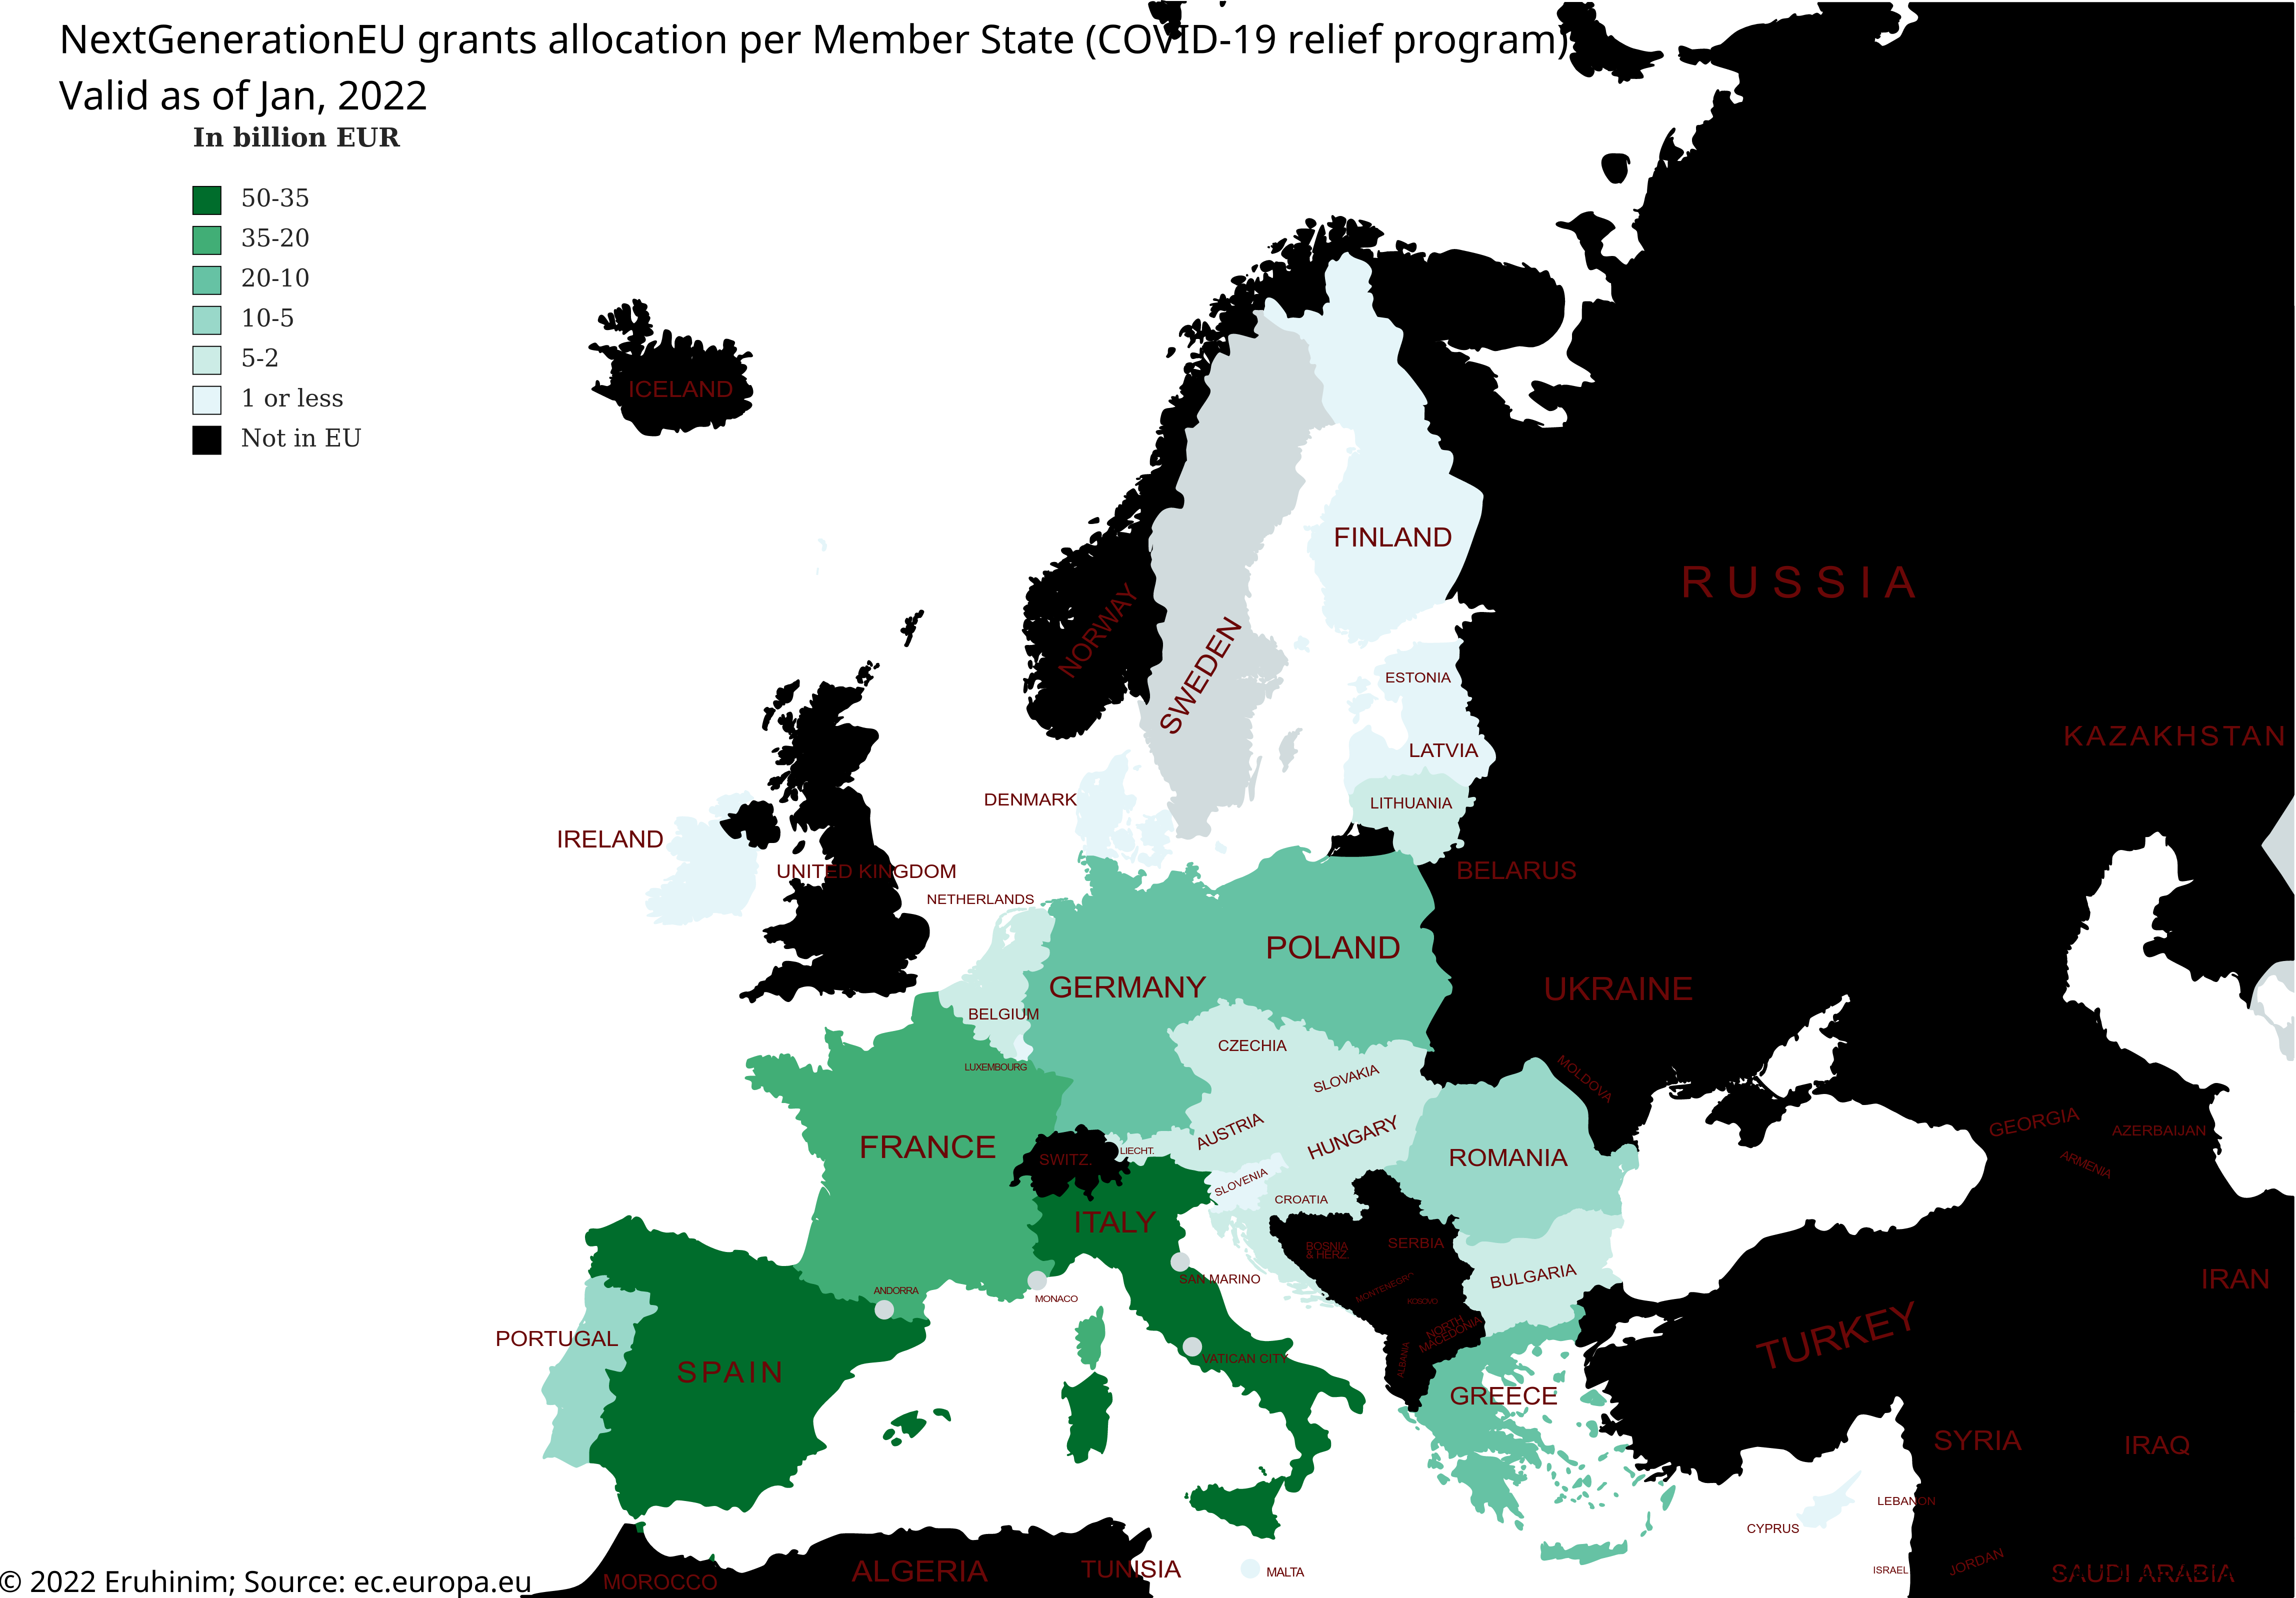 NextGenerationEU grants allocation per Member State (COVID-19 relief program)
Valid as of Jan, 2022
In billion EUR
50-35
35-20
20-10
10-5
5-2
1 or less
Not in EU
ICELAND
FINLAND
RUSSIA
NORWAY
SWEDEN
ESTONIA
KAZAKHSTAN
LATVIA
DENMARK
LITHUANIA
IRELAND
UNITED KINGDOM
BELARUS
NETHERLANDS
POLAND
GERMANY
UKRAINE
BELGIUM
CZECHIA
LUXEMBOURG
SLOVAKIA
MOLDOVA
AUSTRIA
HUNGARY
GEORGIA
AZERBAIJAN
FRANCE
LIECHT.
SWITZ.
ROMANIA
ARMENIA
SLOVENIA
CROATIA
ITALY
BOSNIA
& HERZ.
SERBIA
SAN MARINO
BULGARIA
IRAN
ANDORRA
MONACO
MONTENEGRO
KOSOVO
NORTH
MACEDONIA
PORTUGAL
TURKEY
ALBANIA
VATICAN CITY
SPAIN
GREECE
SYRIA
IRAQ
LEBANON
CYPRUS
ISRAEL
JORDAN
SAUDI ARABIA
MALTA
TUNISIA
ALGERIA
MOROCCO
© 2022 Eruhinim; Source: ec.europa.eu